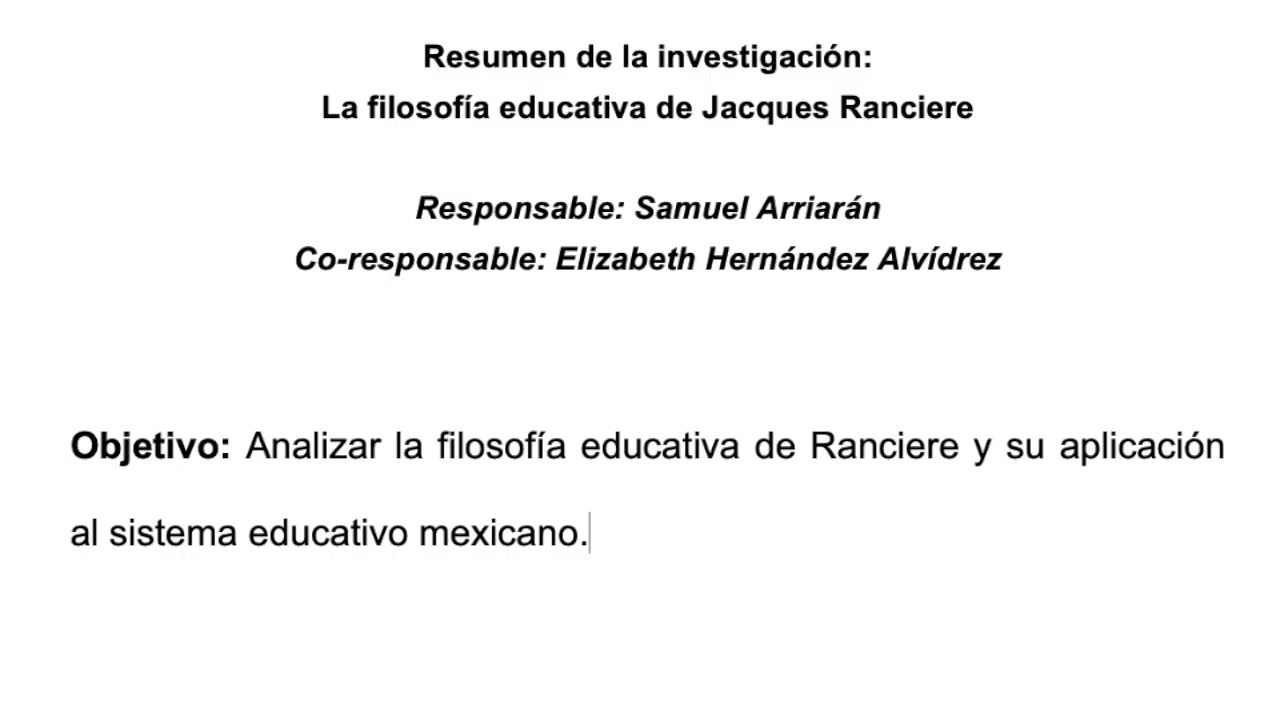 Resumen de la investigación:
La filosofía educativa de Jacques Ranciere
Responsable: Samuel Arriarán
Co-responsable: Elizabeth Hernández Alvídrez
Objetivo: Analizar la filosofía educativa de Ranciere y su aplicación
al sistema educativo mexicano.